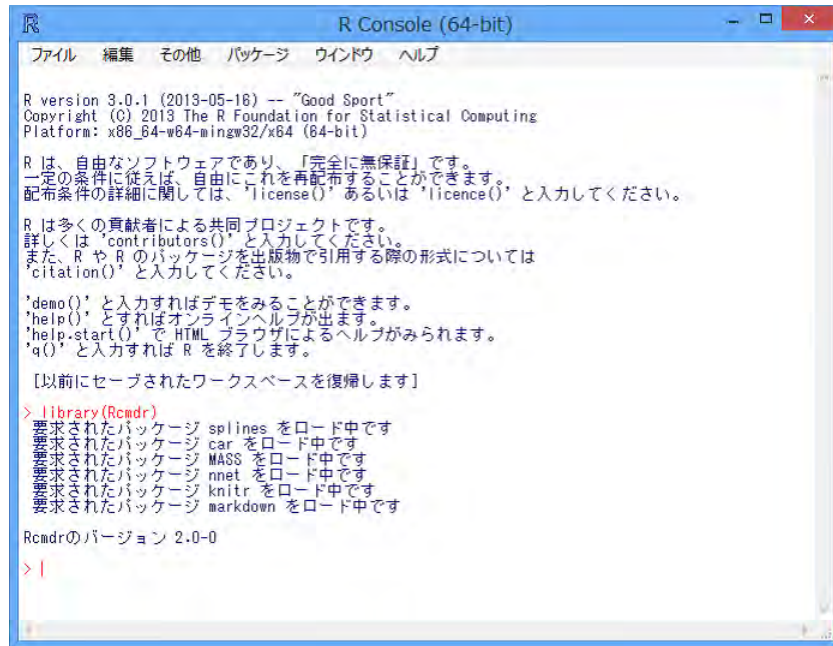 R Console (64-bit)
ファイル 編集 その他 パッケージ ウインドウ ヘルプ
R version 3.0.1 (2013-05-16) -- "Good Sport"
Copyright (C) 2013 The R Foundation for Statistical Computing
Platform: x86_64-w64-mingw32/x64 (64-bit)
R は、自由なソフトウェアであり、「完全に無保証」です。
一定の条件に従えば、自由にこれを再配布することができます。
配布条件の詳細に関しては、'license()' あるいは 'licence()' と入力してください。
R は多くの貢献者による共同プロジェクトです。
詳しくは 'contributors()' と入力してください。
また、R や R のパッケージを出版物で引用する際の形式については
'citation()' と入力してください。
'demo()' と入力すればデモをみることができます。
'help()' とすればオンラインヘルプが出ます。
'help.start()' で HTML ブラウザによるヘルプがみられます。
'q()' と入力すれば R を終了します。
[以前にセーブされたワークスペースを復帰します]
> library(Rcmdr)
要求されたパッケージ splines をロード中です
要求されたパッケージ car をロード中です
要求されたパッケージ MASS をロード中です
要求されたパッケージ nnet をロード中です
要求されたパッケージ knitr をロード中です
要求されたパッケージ markdown をロード中です
Rcmdrのバージョン 2.0-0
>